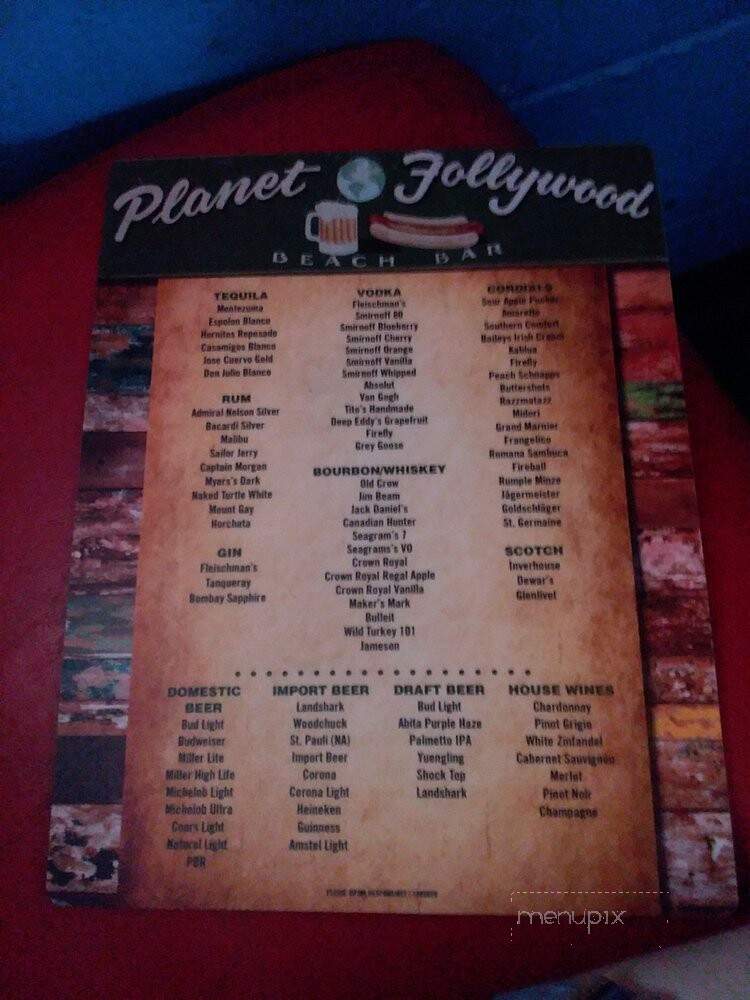 Planet Follywood
BEACH BAR
TEQUILA
Montezuma
Espolon Blanco
Hornitos Reposado
Casamigos Blanco
Jose Cuervo Gold
Don Julio Blanco
RUM
Admiral Nelson Silver
Bacardi Silver
Malibu
Sailor Jerry
Captain Morgan
Myers's Dark
Naked Turtle White
Mount Gay
Horchata
GIN
Fleischman's
Tanqueray
Bombay Sapphire
VODKA
Fleischman's
Smirnoff 80
Smirnoff Blueberry
Smirnoff Cherry
Smirnoff Orange
Smirnoff Vanilla
Smirnoff Whipped
Absolut
Van Gogh
Tito's Handmade
Deep Eddy's Grapefruit
Firefly
Grey Goose
BOURBON/WHISKEY
Old Crow
Jim Beam
Jack Daniel's
Canadian Hunter
Seagram's 7
Seagrams's VO
Crown Royal
Crown Royal Regal Apple
Crown Royal Vanilla
Maker's Mark
Bulleit
Wild Turkey 101
Jameson
CORDIALS
Sour Apple Pucker
Amaretto
Southern Comfort
Baileys Irish Cream
Kahlua
Firefly
Peach Schnapps
Buttershots
Razzmatazz
Midori
Grand Marnier
Frangelico
Romana Sambuca
Fireball
Rumple Minze
Jägermeister
Goldschläger
St. Germaine
SCOTCH
Inverhouse
Dewar's
Glenlivet
DOMESTIC
BEER
Bud Light
Budweiser
Miller Lite
Miller High Life
Michelob Light
Michelob Ultra
Coors Light
Natural Light
PBR
IMPORT BEER
Landshark
Woodchuck
St. Pauli (NA)
Import Beer
Corona
Corona Light
Heineken
Guinness
Amstel Light
DRAFT BEER
Bud Light
Abita Purple Haze
Palmetto IPA
Yuengling
Shock Top
Landshark
HOUSE WINES
Chardonnay
Pinot Grigio
White Zinfandel
Cabernet Sauvignon
Merlot
Pinot Noir
Champagne
menupix